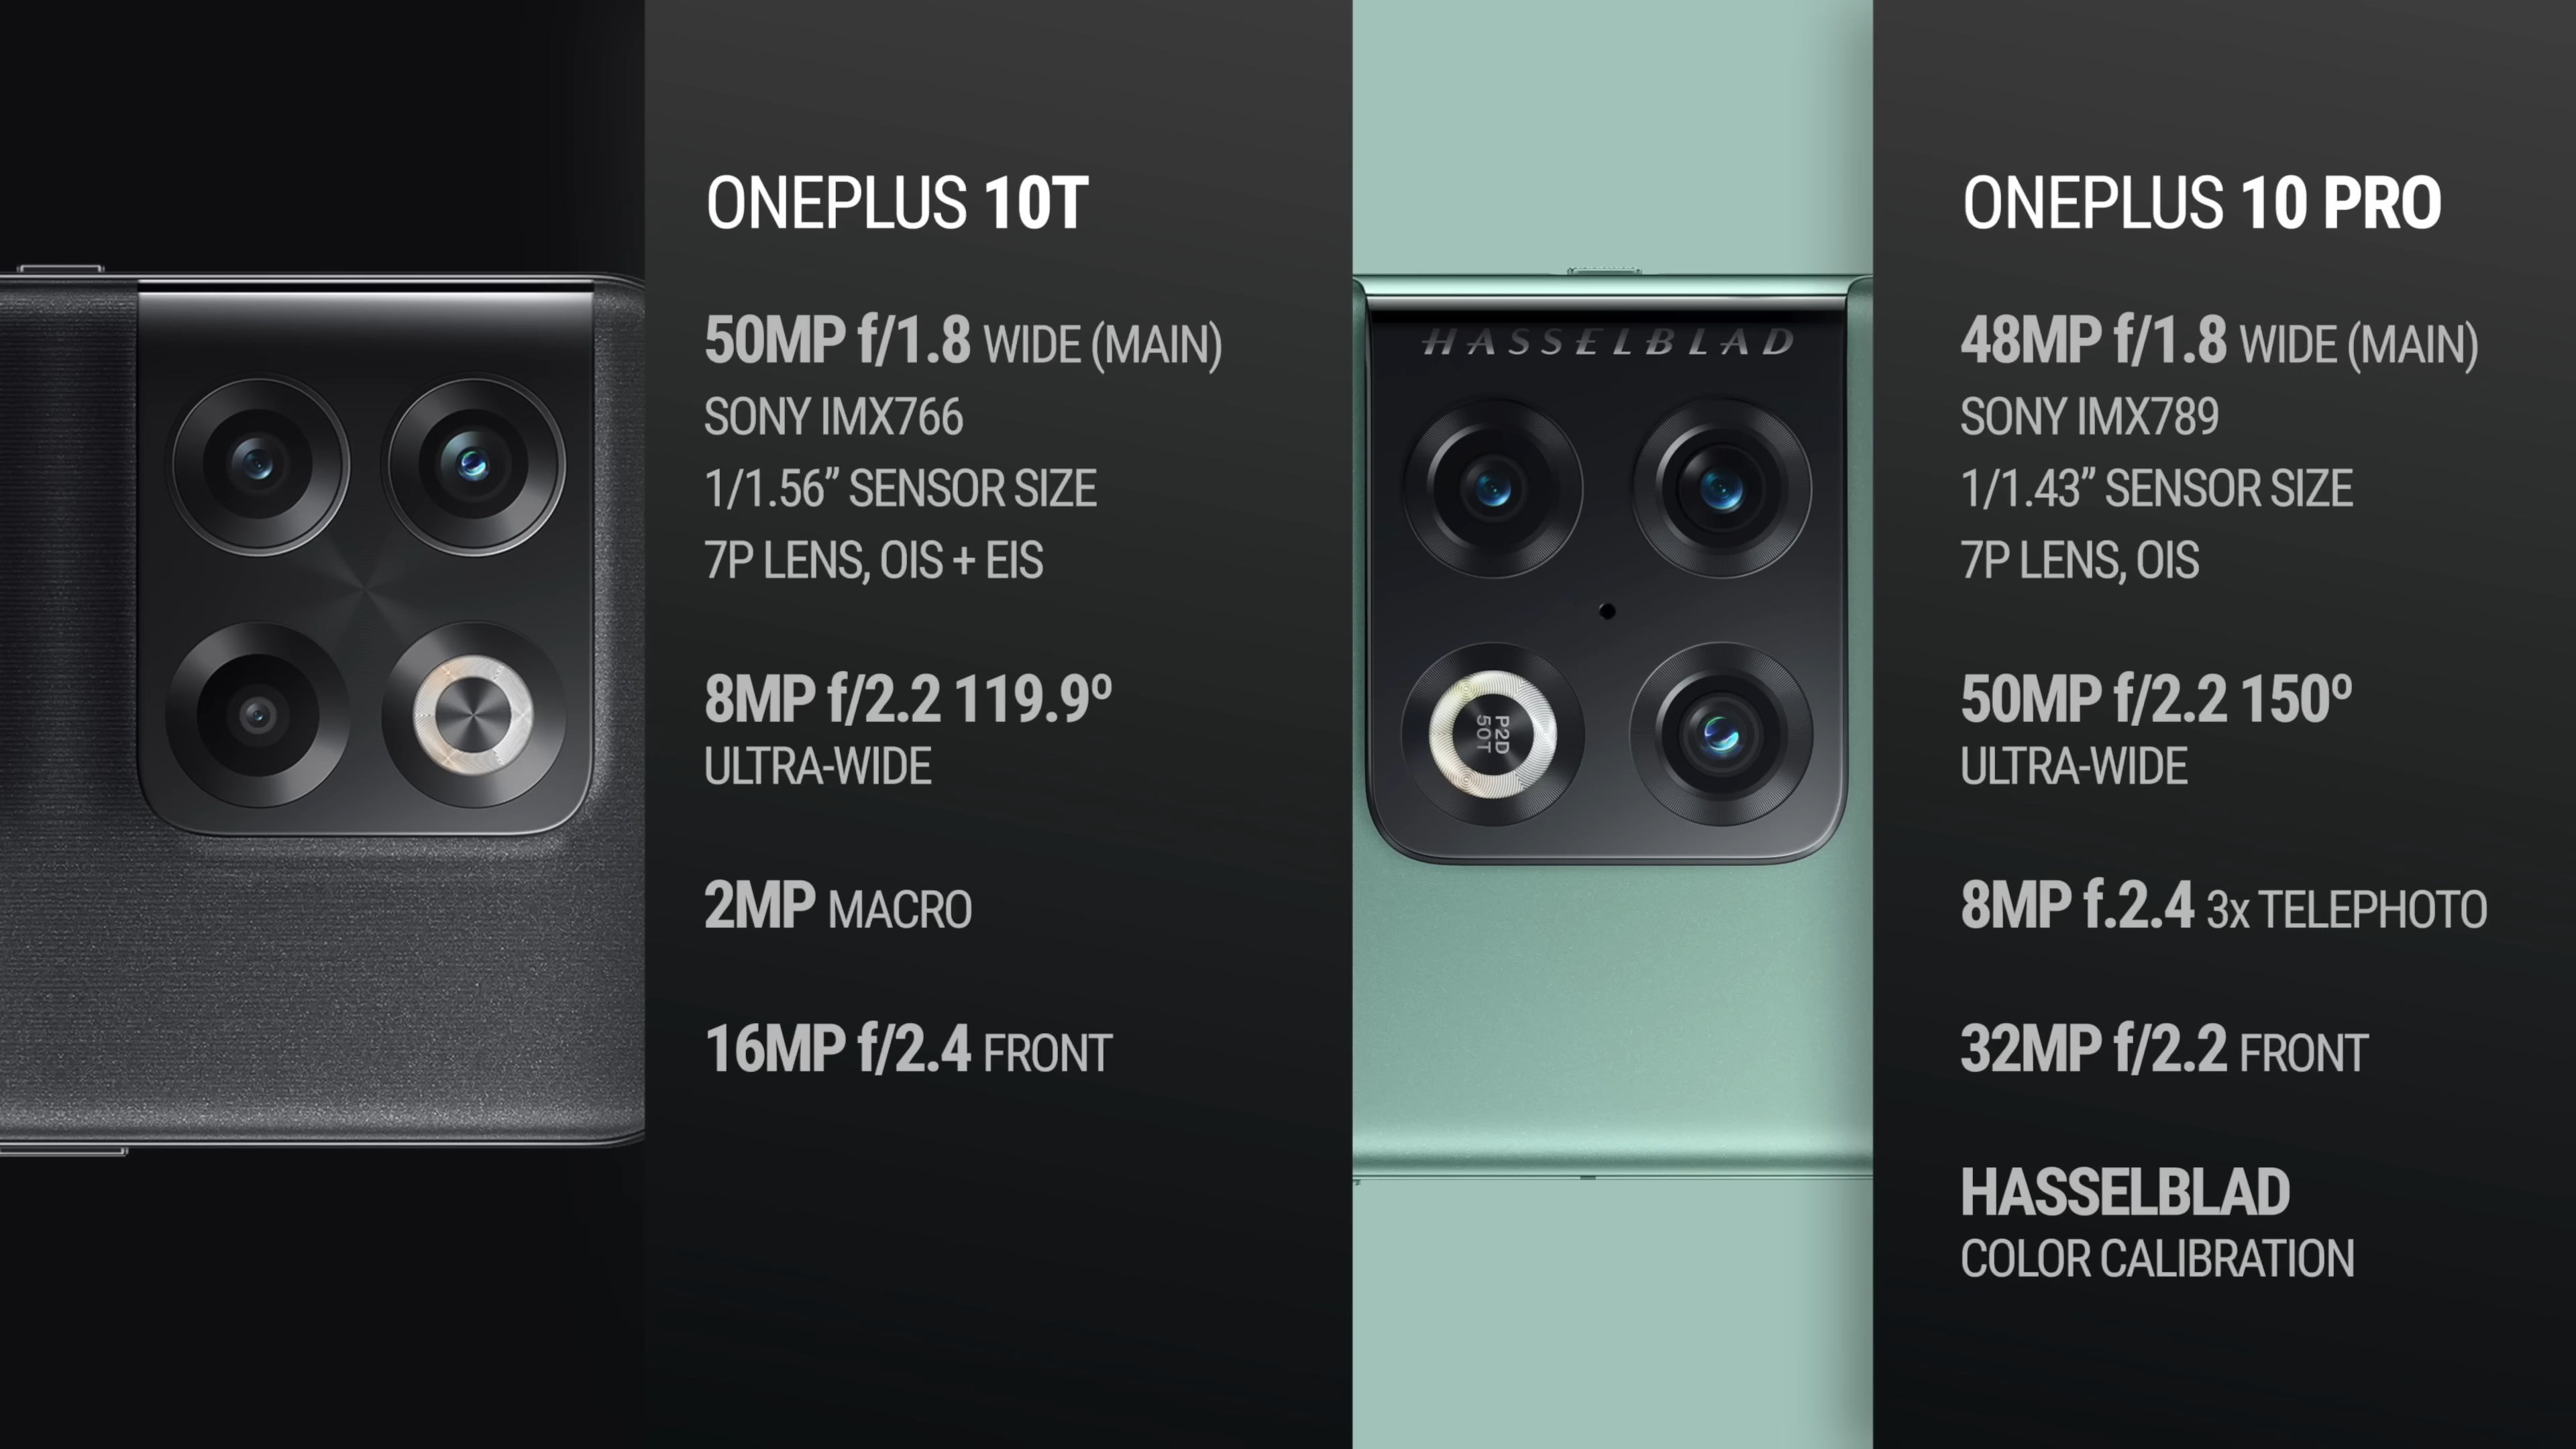 ONEPLUS 10T
50MP f/1.8 WIDE (MAIN)
SONY IMX766
1/1.56” SENSOR SIZE
7P LENS, OIS + EIS
8MP f/2.2 119.9º
ULTRA-WIDE
2MP MACRO
16MP f/2.4 FRONT
HASSELBLAD
P2D
50T
ONEPLUS 10 PRO
48MP f/1.8 WIDE (MAIN)
SONY IMX789
1/1.43” SENSOR SIZE
7P LENS, OIS
50MP f/2.2 150º
ULTRA-WIDE
8MP f.2.4 3x TELEPHOTO
32MP f/2.2 FRONT
HASSELBLAD
COLOR CALIBRATION